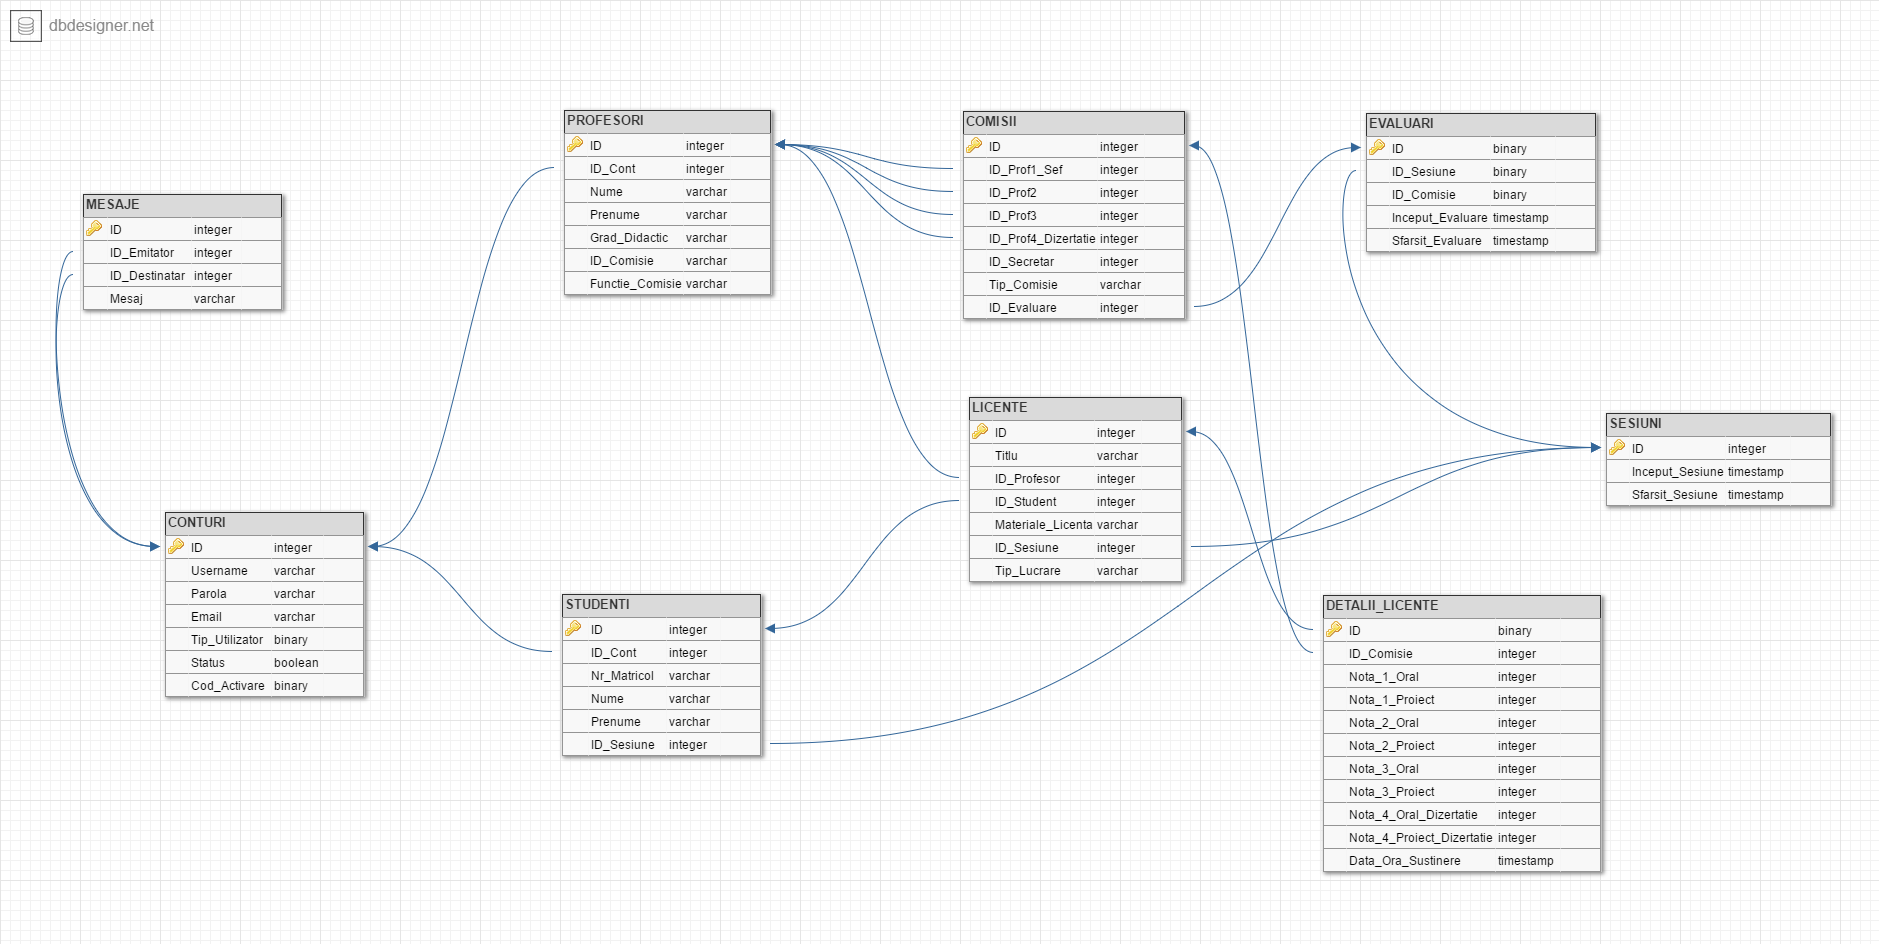 dbdesigner.net
MESAJE
ID integer
ID_Emitator integer
ID_Destinatar integer
Mesaj varchar
CONTURI
ID integer
Username varchar
Parola varchar
Email varchar
Tip_Utilizator binary
Status boolean
Cod_Activare binary
PROFESORI
ID integer
ID_Cont integer
Nume varchar
Prenume varchar
Grad_Didactic varchar
ID_Comisie varchar
Functie_Comisie varchar
STUDENTI
ID integer
ID_Cont integer
Nr_Matricol varchar
Nume varchar
Prenume varchar
ID_Sesiune integer
COMISII
ID integer
ID_Prof1_Sef integer
ID_Prof2 integer
ID_Prof3 integer
ID_Prof4_Dizertatie integer
ID_Secretar integer
Tip_Comisie varchar
ID_Evaluare integer
LICENTE
ID integer
Titlu varchar
ID_Profesor integer
ID_Student integer
Materiale_Licenta varchar
ID_Sesiune integer
Tip_Lucrare varchar
EVALUARI
ID binary
ID_Sesiune binary
ID_Comisie binary
Inceput_Evaluare timestamp
Sfarsit_Evaluare timestamp
SESIUNI
ID integer
Inceput_Sesiune timestamp
Sfarsit_Sesiune timestamp
DETALII_LICENTE
ID binary
ID_Comisie integer
Nota_1_Oral integer
Nota_1_Proiect integer
Nota_2_Oral integer
Nota_2_Proiect integer
Nota_3_Oral integer
Nota_3_Proiect integer
Nota_4_Oral_Dizertatie integer
Nota_4_Proiect_Dizertatie integer
Data_Ora_Sustinere timestamp